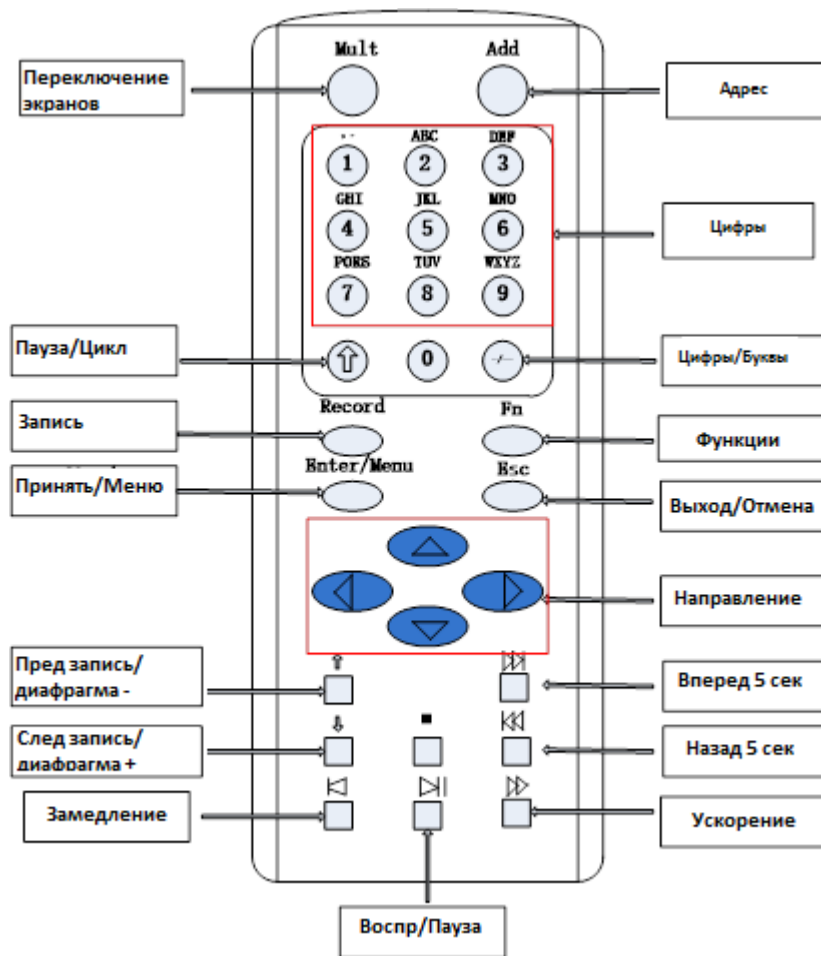 Mult Add
Переключение
экранов
Адрес
ABC DEF
1 2 3
GHI JKL MNO
4 5 6
Цифры
PORS TUV WXYZ
7 8 9
Пауза/Цикл
0
-/--
Цифры/Буквы
Record Fn
Запись
Функции
Enter/Menu Esc
Принять/Меню
Выход/Отмена
Направление
Пред запись/
диафрагма -
Вперед 5 сек
След запись/
диафрагма +
Назад 5 сек
Замедление
Ускорение
Воспр/Пауза